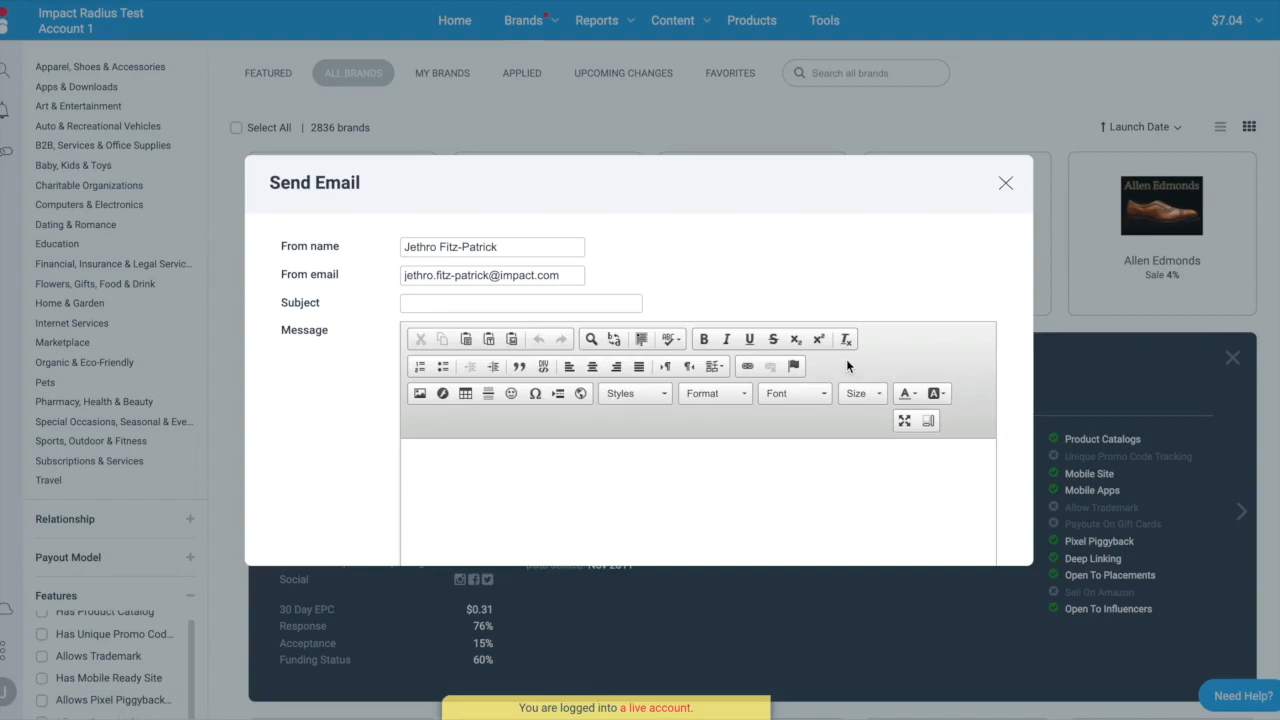 Impact Radius Test
Account 1
Home
Brands
Reports
Content
Products
Tools
$7.04
Apparel, Shoes & Accessories
Apps & Downloads
Art & Entertainment
Auto & Recreational Vehicles
B2B, Services & Office Supplies
Baby, Kids & Toys
Charitable Organizations
Computers & Electronics
Dating & Romance
Education
Financial, Insurance & Legal Servic...
Flowers, Gifts, Food & Drink
Home & Garden
Internet Services
Marketplace
Organic & Eco-Friendly
Pets
Pharmacy, Health & Beauty
Special Occasions, Seasonal & Eve...
Sports, Outdoor & Fitness
Subscriptions & Services
Travel
Relationship
Payout Model
Features
Has Product Catalog
Has Unique Promo Cod...
Allows Trademark
Has Mobile Ready Site
Allows Pixel Piggyback...
J
FEATURED
ALL BRANDS
MY BRANDS
APPLIED
UPCOMING CHANGES
FAVORITES
Search all brands
Select All | 2836 brands
Launch Date
Allen Edmonds
Allen Edmonds
Sale 4%
Send Email
From name
Jethro Fitz-Patrick
From email
jethro.fitz-patrick@impact.com
Subject
Message
Styles
Format
Font
Size
Product Catalogs
Unique Promo Code Tracking
Mobile Site
Mobile Apps
Allow Trademark
Payouts On Gift Cards
Pixel Piggyback
Deep Linking
Open To Placements
Sell On Amazon
Open To Influencers
Social
30 Day EPC $0.31
Response 76%
Acceptance 15%
Funding Status 60%
You are logged into a live account.
Need Help?